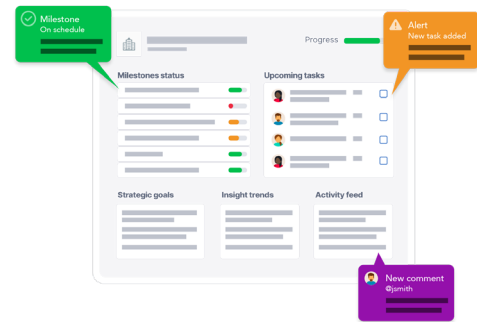 Milestone
On schedule
Alert
New task added
Progress
Milestones status
Upcoming tasks
Strategic goals
Insight trends
Activity feed
New comment
@jsmith